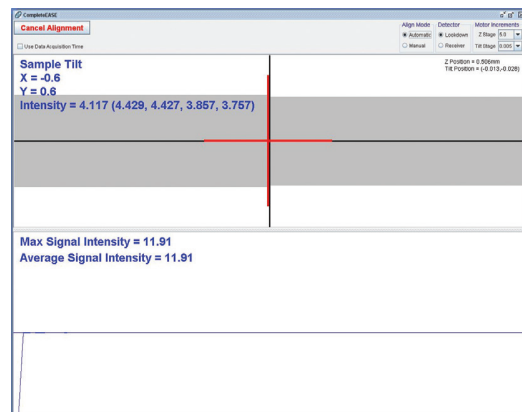 CompleteEASE
Cancel Alignment
Use Data Acquisition Time
Align Mode
Automatic
Manual
Detector
Lockdown
Receiver
Motor Increments
Z Stage 5.0
Tilt Stage 0.005
Sample Tilt
X = -0.6
Y = 0.6
Intensity = 4.117 (4.429, 4.427, 3.857, 3.757)
Z Position = 0.506mm
Tilt Position = (-0.013,-0.026)
Max Signal Intensity = 11.91
Average Signal Intensity = 11.91